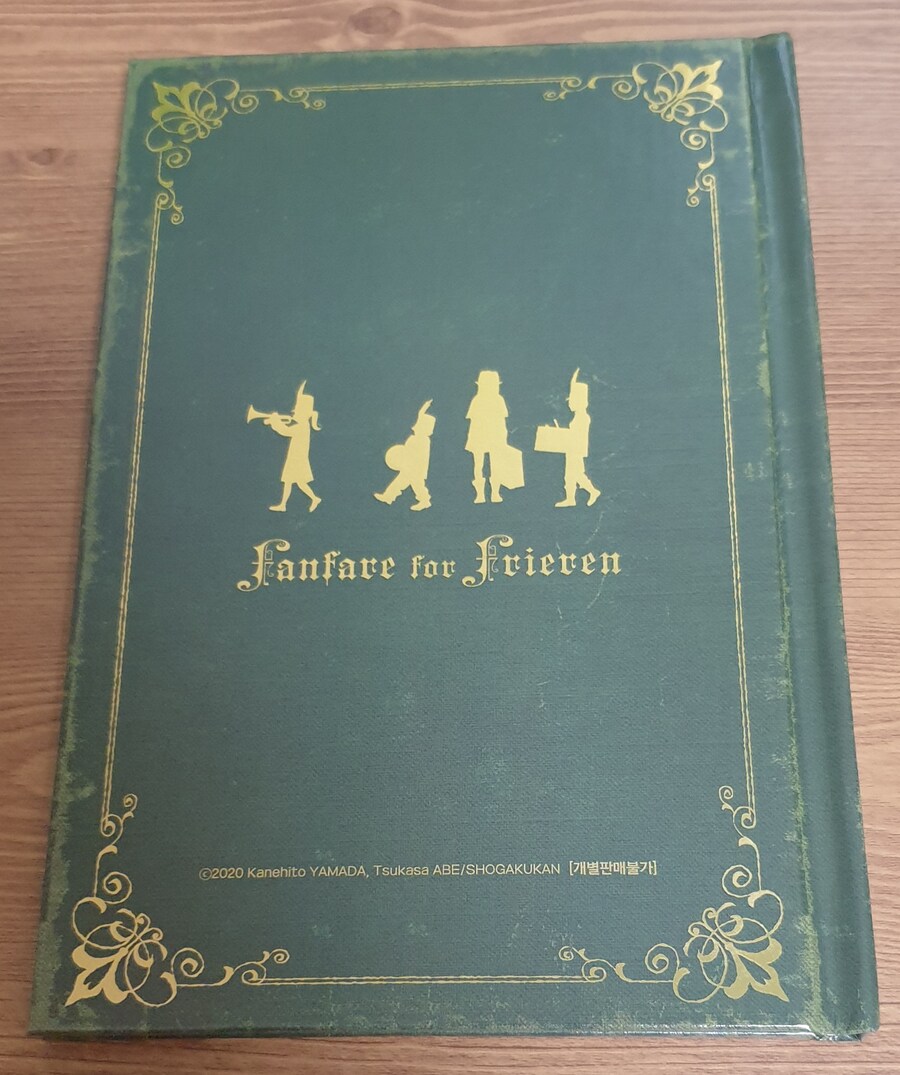 Fanfare for Frieren
©2020 Kanehito YAMADA, Tsukasa ABE/SHOGAKUKAN [개별판매불가]